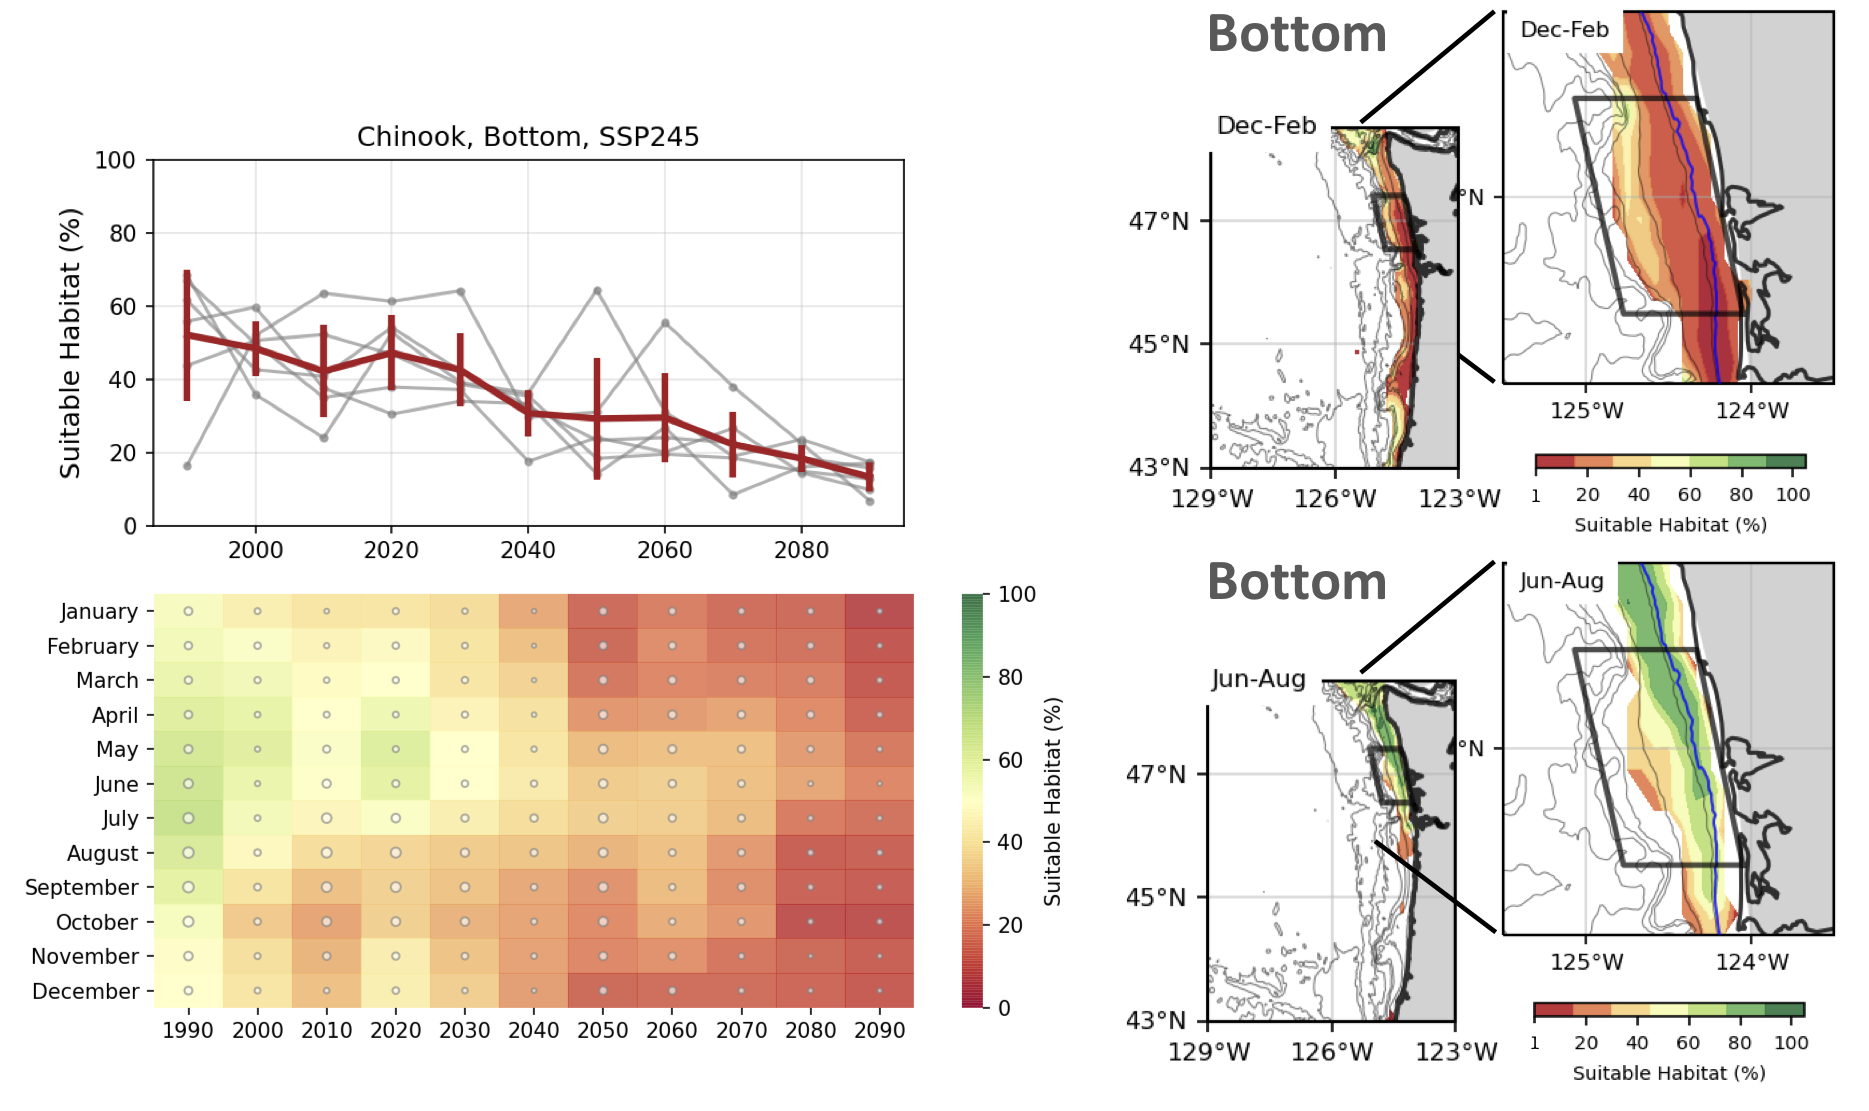 Chinook, Bottom, SSP245
Suitable Habitat (%)
100
80
60
40
20
0
2000 2020 2040 2060 2080
January
February
March
April
May
June
July
August
September
October
November
December
1990 2000 2010 2020 2030 2040 2050 2060 2070 2080 2090
100
80
60
40
20
0
Suitable Habitat (%)
Bottom
Dec-Feb
47°N
45°N
43°N
129°W 126°W 123°W
Dec-Feb
°N
125°W 124°W
1 20 40 60 80 100
Suitable Habitat (%)
Bottom
Jun-Aug
47°N
45°N
43°N
129°W 126°W 123°W
Jun-Aug
°N
125°W 124°W
1 20 40 60 80 100
Suitable Habitat (%)